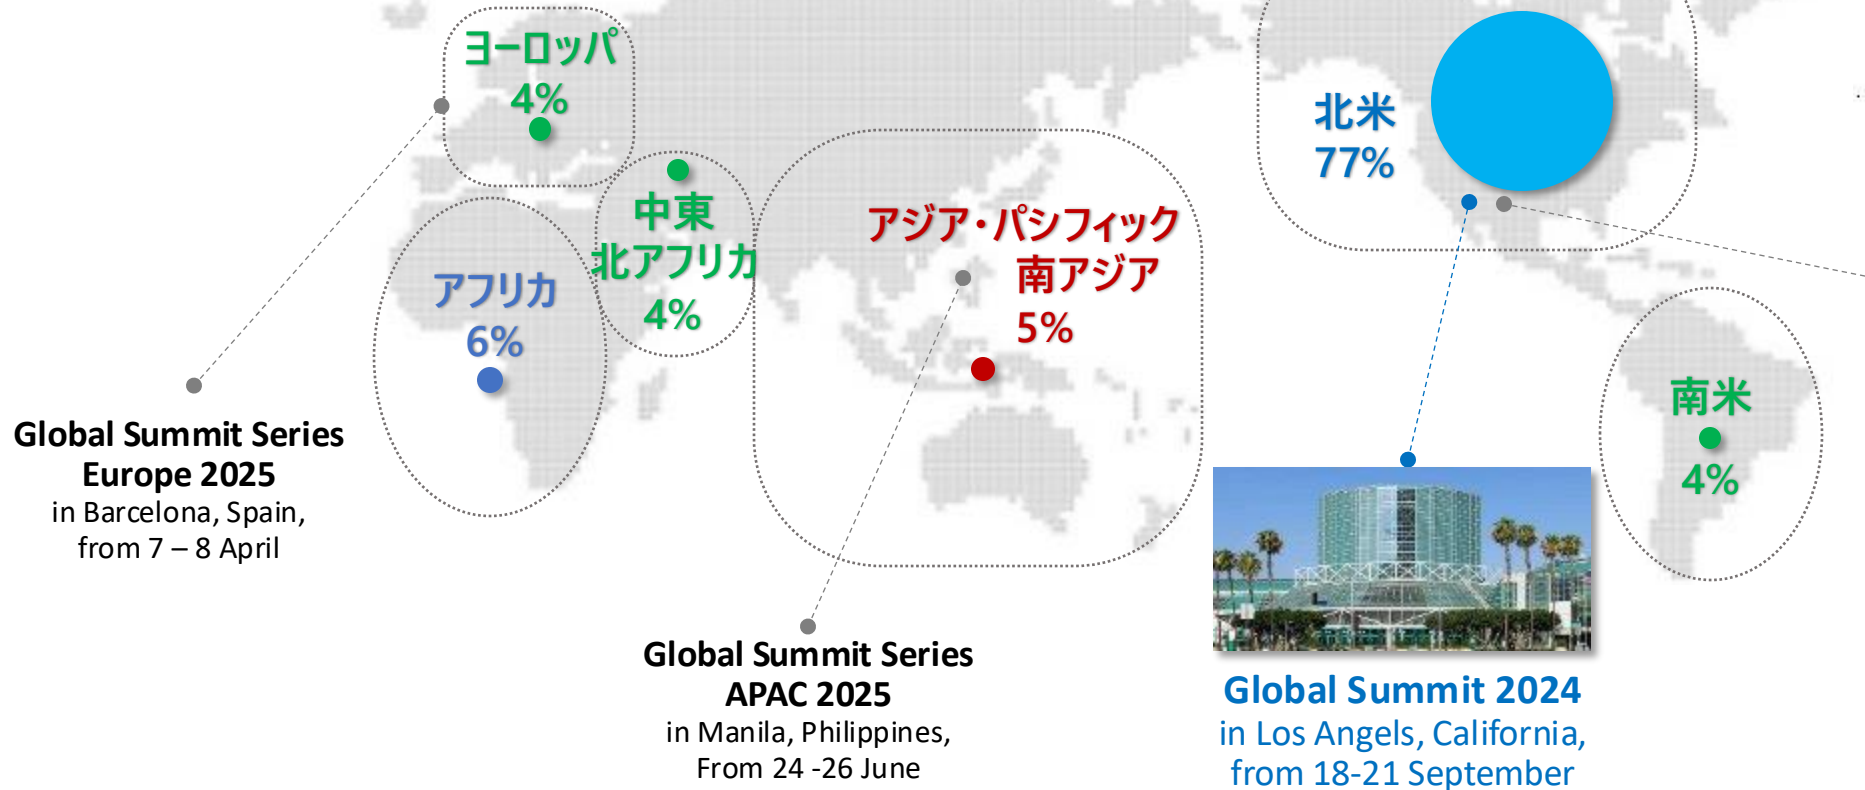 ヨーロッパ
4%
中東
北アフリカ
4%
アフリカ
6%
アジア・パシフィック
南アジア
5%
北米
77%
南米
4%
Global Summit Series
Europe 2025
in Barcelona, Spain,
from 7 – 8 April
Global Summit Series
APAC 2025
in Manila, Philippines,
From 24 -26 June
Global Summit 2024
in Los Angels, California,
from 18-21 September